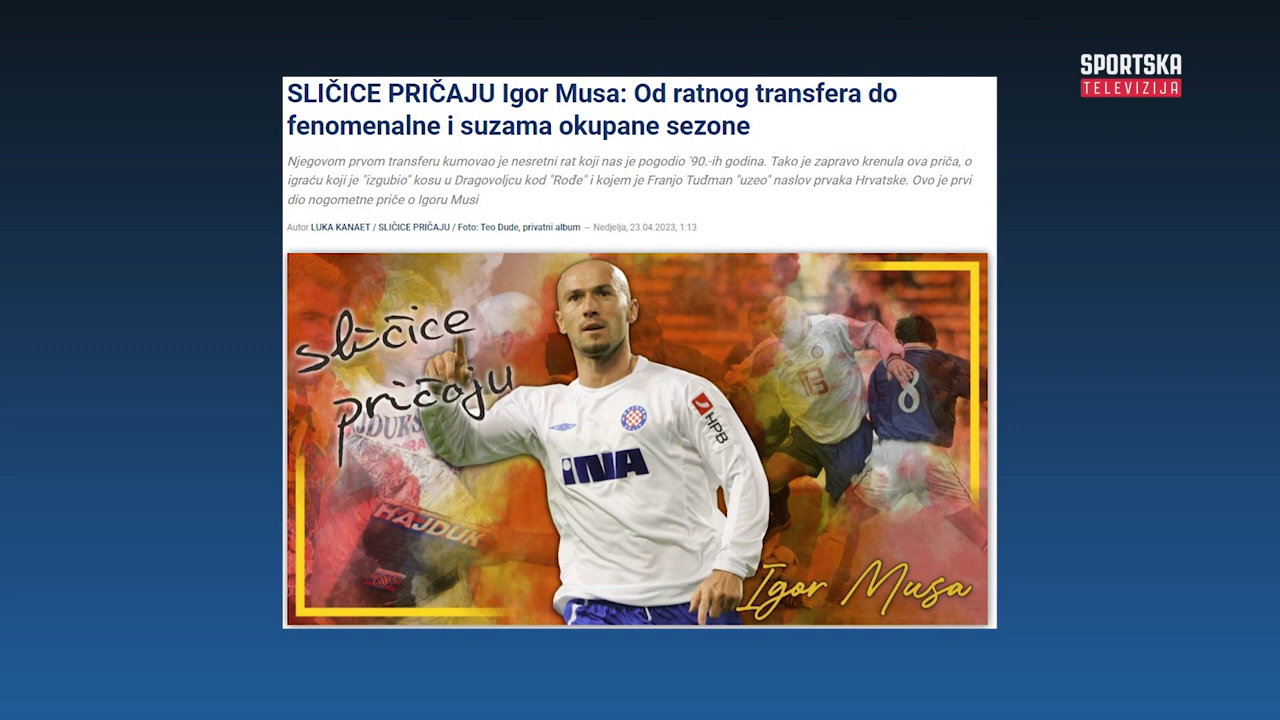 SPORTSKA
TELEVIZIJA
SLIČICE PRIČAJU Igor Musa: Od ratnog transfera do
fenomenalne i suzama okupane sezone
Njegovom prvom transferu kumovao je nesretni rat koji nas je pogodio '90.-ih godina. Tako je zapravo krenula ova priča, o
igraču koji je "izgubio" kosu u Dragovoljcu kod "Rođe" i kojem je Franjo Tuđman "uzeo" naslov prvaka Hrvatske. Ovo je prvi
dio nogometne priče o Igoru Musi
Autor LUKA KANAET / SLIČICE PRIČAJU / Foto: Teo Dude, privatni album — Nedjelja, 23.04.2023, 1:13
sličice
pričaju
HPB
INA
8
HAJDUK
Igor Musa